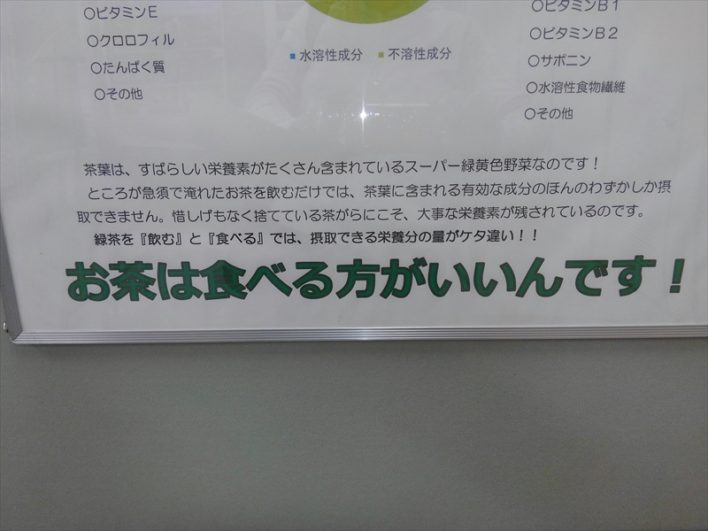 ○ビタミンE
○クロロフィル
○たんぱく質
○その他
■水溶性成分 ■不溶性成分
○ビタミンB1
○ビタミンB2
○サポニン
○水溶性食物繊維
○その他
茶葉は、すばらしい栄養素がたくさん含まれているスーパー緑黄色野菜なのです！
ところが急須で淹れたお茶を飲むだけでは、茶葉に含まれる有効な成分のほんのわずかしか摂
取できません。惜しげもなく捨てている茶がらにこそ、大事な栄養素が残されているのです。
緑茶を『飲む』と『食べる』では、摂取できる栄養分の量がケタ違い！！
お茶は食べる方がいいんです！